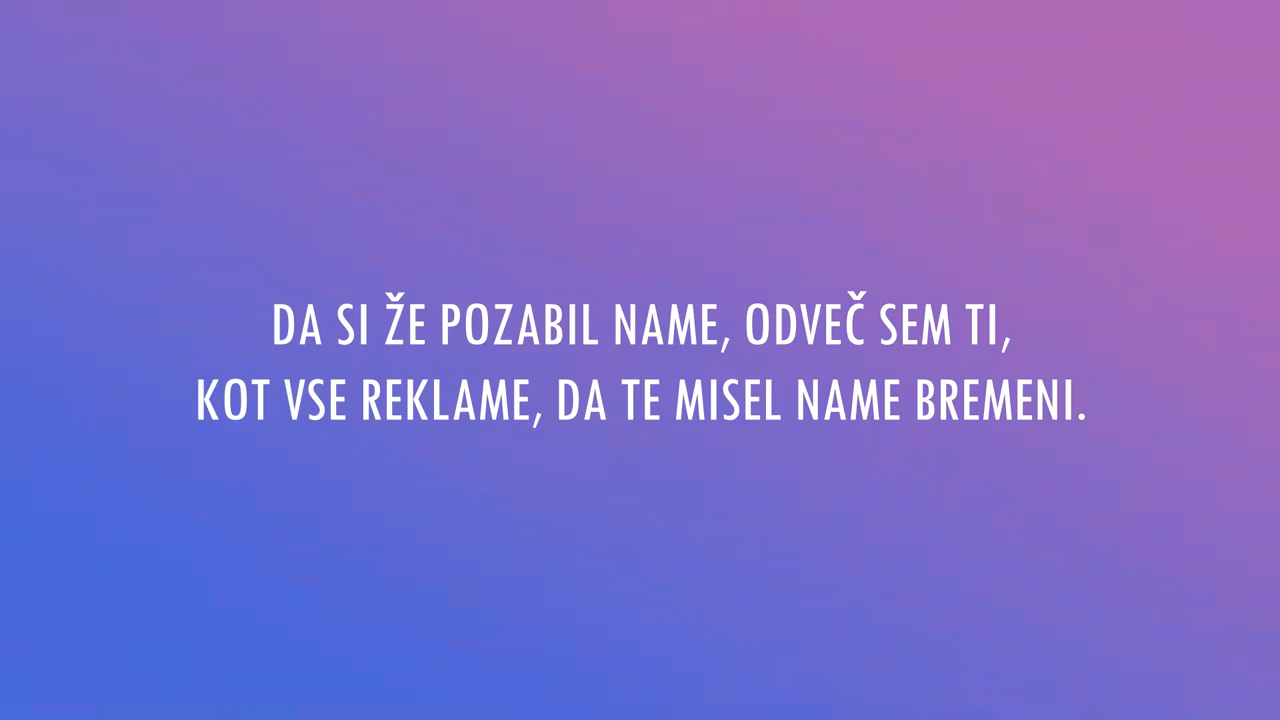 DA SI ŽE POZABIL NAME, ODVEČ SEM TI,
KOT VSE REKLAME, DA TE MISEL NAME BREMENI.